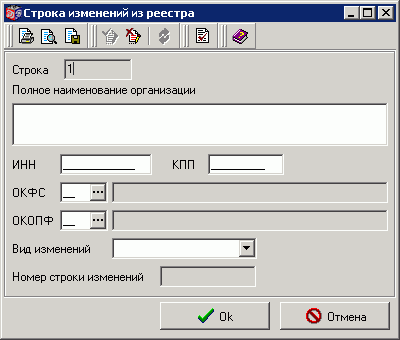 Строка изменений из реестра
Строка 1
Полное наименование организации
ИНН КПП
ОКФС ...
ОКОПФ ...
Вид изменений
Номер строки изменений
Ok Отмена